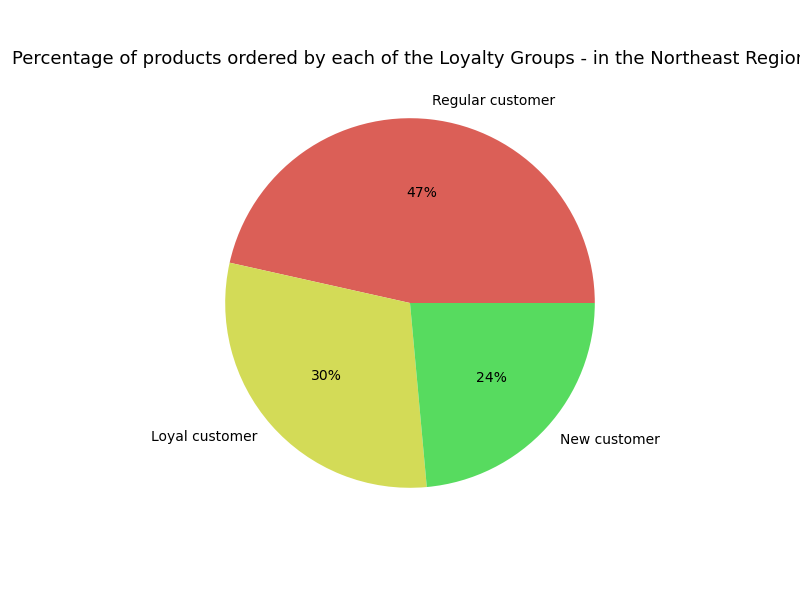 Percentage of products ordered by each of the Loyalty Groups - in the Northeast Region
Regular customer
47%
30%
24%
Loyal customer
New customer